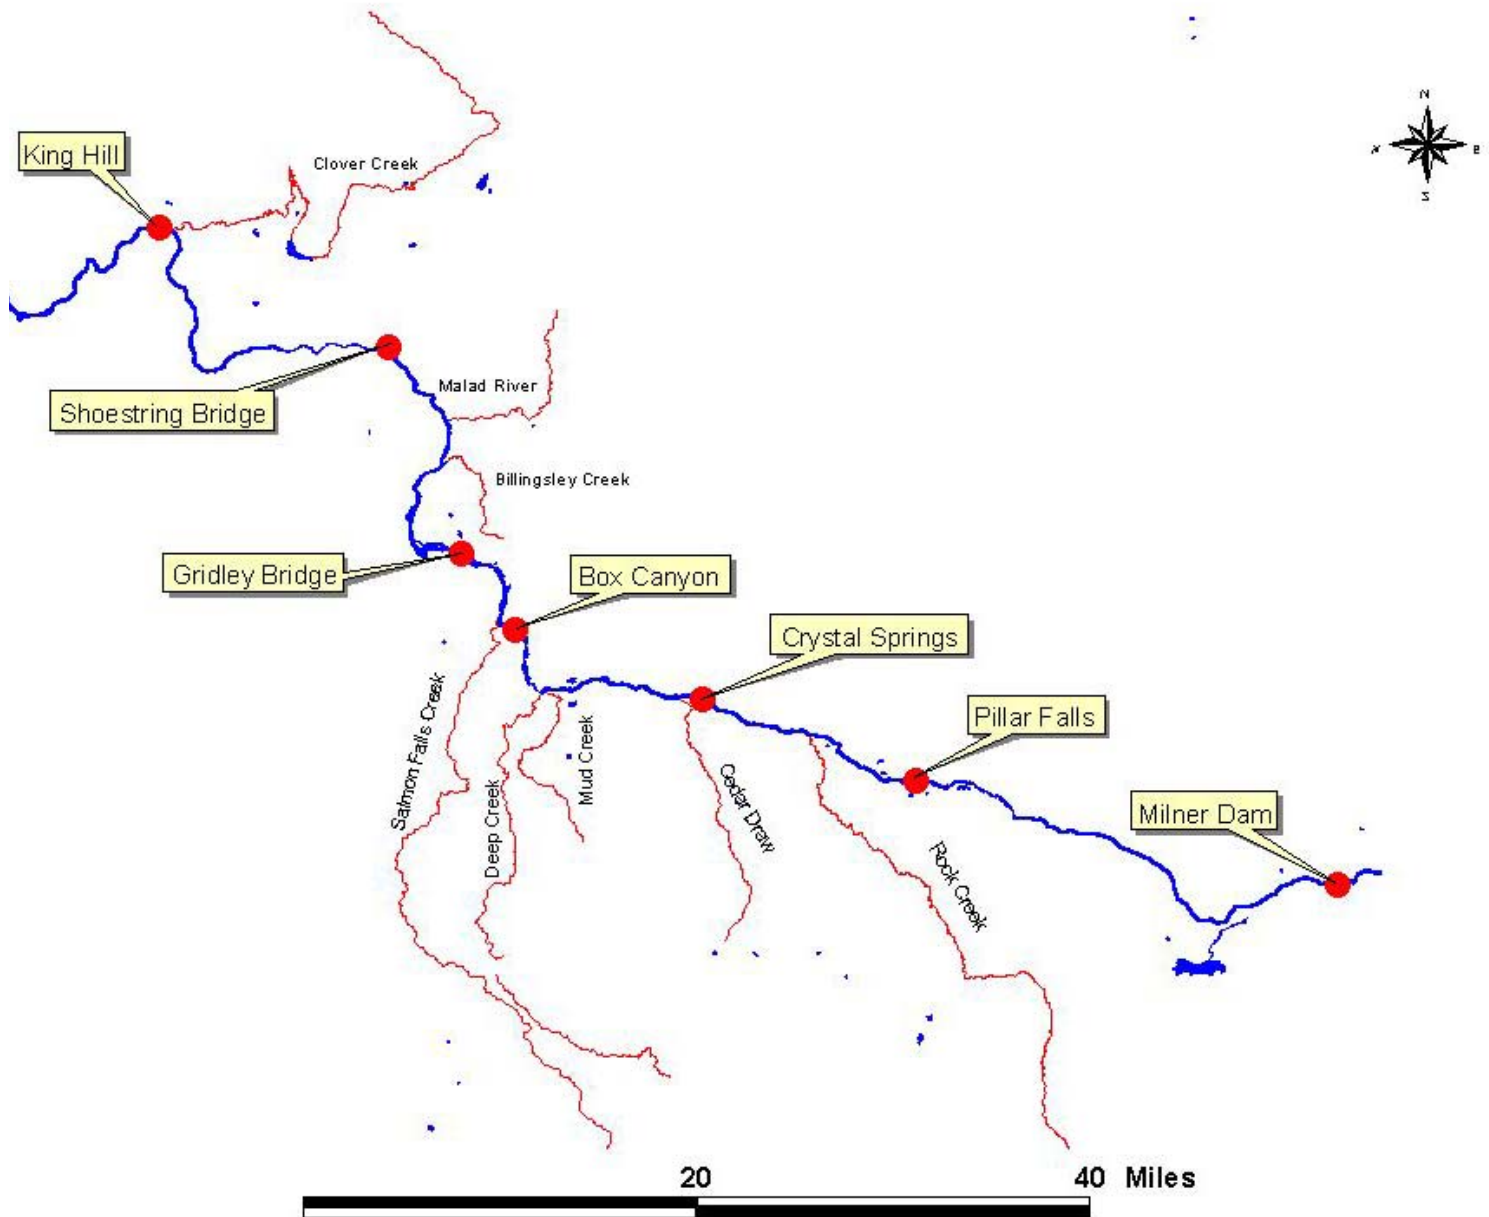 N
King Hill
Clover Creek
E
S
Malad River
Shoestring Bridge
Billingsley Creek
Gridley Bridge
Box Canyon
Crystal Springs
Salmon Falls Creek
Pillar Falls
Mud Creek
Deep Creek
Cedar Draw
Milner Dam
Rock Creek
20
40 Miles